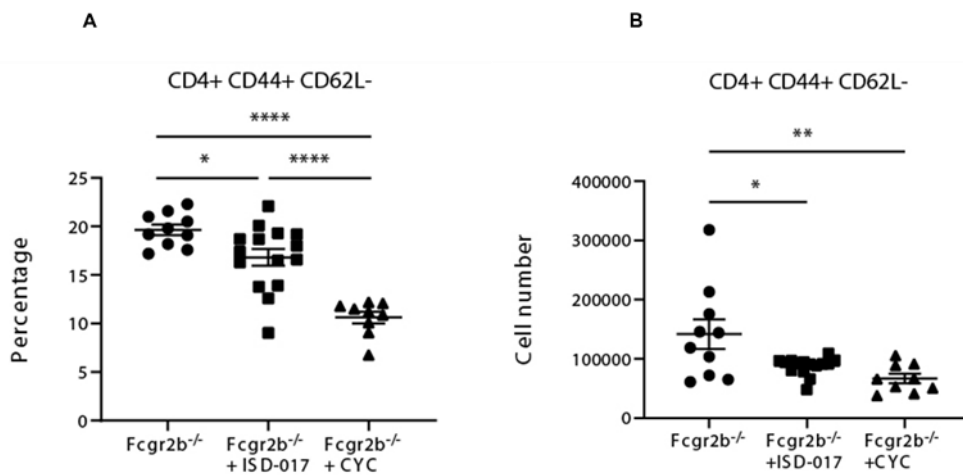 A
B
CD4+ CD44+ CD62L-
CD4+ CD44+ CD62L-
****
**
*
****
*
25
20
15
10
5
0
Percentage
400000
300000
200000
100000
0
Cell number
Fcgr2b-/-
Fcgr2b-/-
+ ISD-017
Fcgr2b-/-
+ CYC
Fcgr2b-/-
Fcgr2b-/-
+ISD-017
Fcgr2b-/-
+CYC